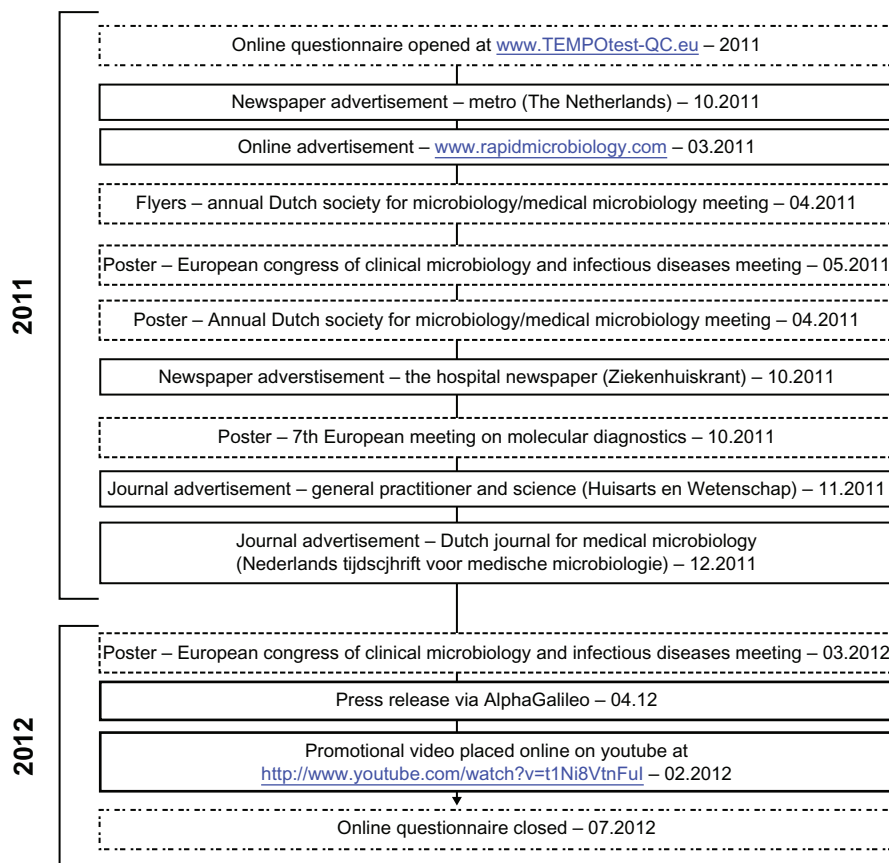 Online questionnaire opened at www.TEMPOtest-QC.eu – 2011
Newspaper advertisement – metro (The Netherlands) – 10.2011
Online advertisement – www.rapidmicrobiology.com – 03.2011
Flyers – annual Dutch society for microbiology/medical microbiology meeting – 04.2011
Poster – European congress of clinical microbiology and infectious diseases meeting – 05.2011
Poster – Annual Dutch society for microbiology/medical microbiology meeting – 04.2011
Newspaper adverstisement – the hospital newspaper (Ziekenhuiskrant) – 10.2011
Poster – 7th European meeting on molecular diagnostics – 10.2011
Journal advertisement – general practitioner and science (Huisarts en Wetenschap) – 11.2011
Journal advertisement – Dutch journal for medical microbiology
(Nederlands tijdscjhrift voor medische microbiologie) – 12.2011
2011
Poster – European congress of clinical microbiology and infectious diseases meeting – 03.2012
Press release via AlphaGalileo – 04.12
Promotional video placed online on youtube at
http://www.youtube.com/watch?v=t1Ni8VtnFuI – 02.2012
Online questionnaire closed – 07.2012
2012